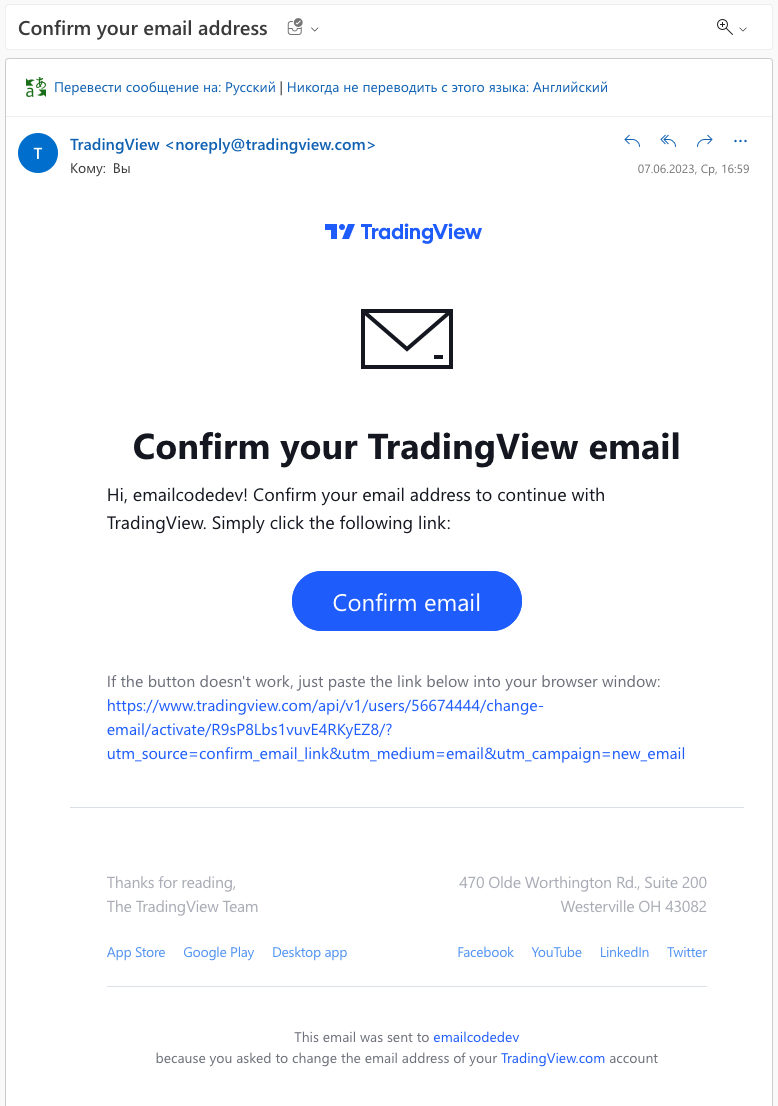 Confirm your email address
Перевести сообщение на: Русский | Никогда не переводить с этого языка: Английский
T
TradingView <noreply@tradingview.com>
Кому: Вы
07.06.2023, Ср, 16:59
TradingView
Confirm your TradingView email
Hi, emailcodedev! Confirm your email address to continue with
TradingView. Simply click the following link:
Confirm email
If the button doesn't work, just paste the link below into your browser window:
https://www.tradingview.com/api/v1/users/56674444/change-
email/activate/R9sP8Lbs1vuvE4RKyEZ8/?
utm_source=confirm_email_link&utm_medium=email&utm_campaign=new_email
Thanks for reading,
The TradingView Team
470 Olde Worthington Rd., Suite 200
Westerville OH 43082
App Store Google Play Desktop app
Facebook YouTube LinkedIn Twitter
This email was sent to emailcodedev
because you asked to change the email address of your TradingView.com account